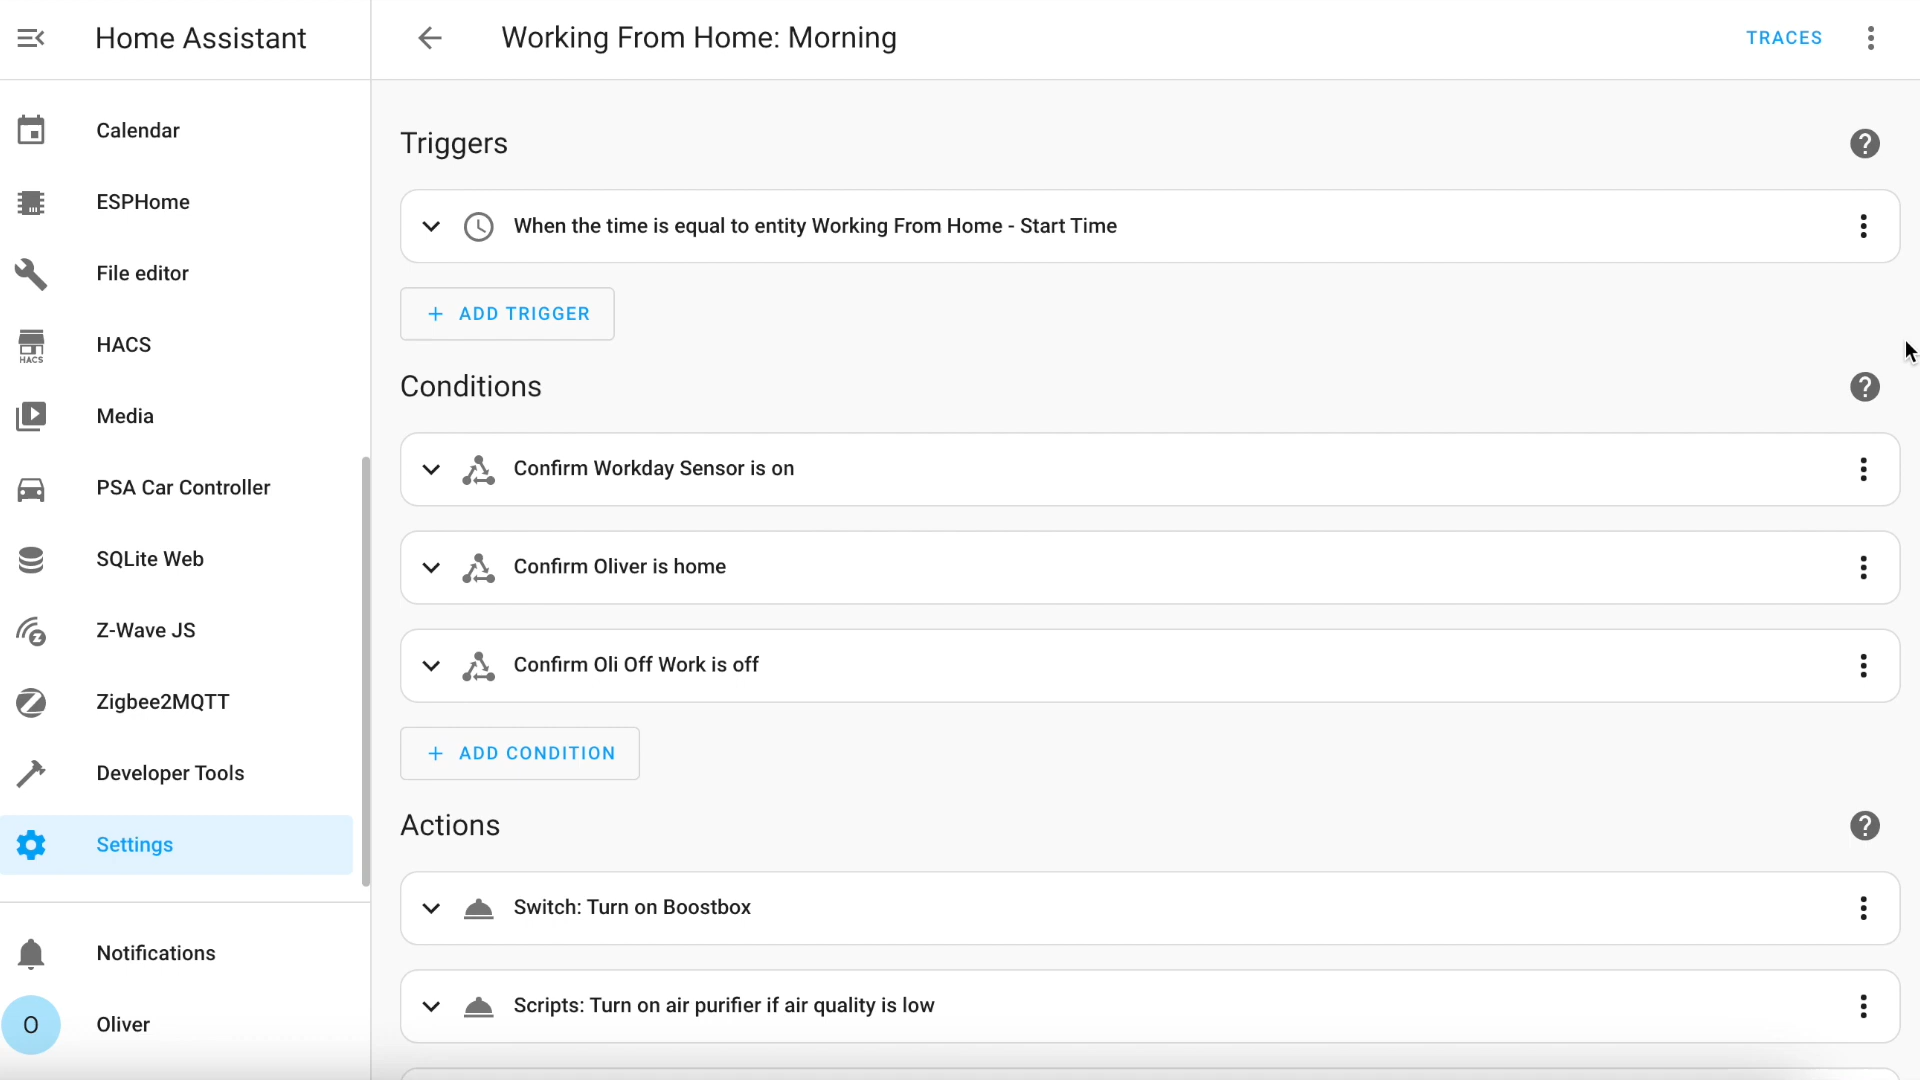 Home Assistant
Working From Home: Morning
TRACES
Calendar
ESPHome
File editor
HACS
HACS
Media
PSA Car Controller
SQLite Web
Z-Wave JS
Zigbee2MQTT
Developer Tools
Settings
Notifications
O
Oliver
Triggers
?
When the time is equal to entity Working From Home - Start Time
+ ADD TRIGGER
Conditions
?
Confirm Workday Sensor is on
Confirm Oliver is home
Confirm Oli Off Work is off
+ ADD CONDITION
Actions
?
Switch: Turn on Boostbox
Scripts: Turn on air purifier if air quality is low